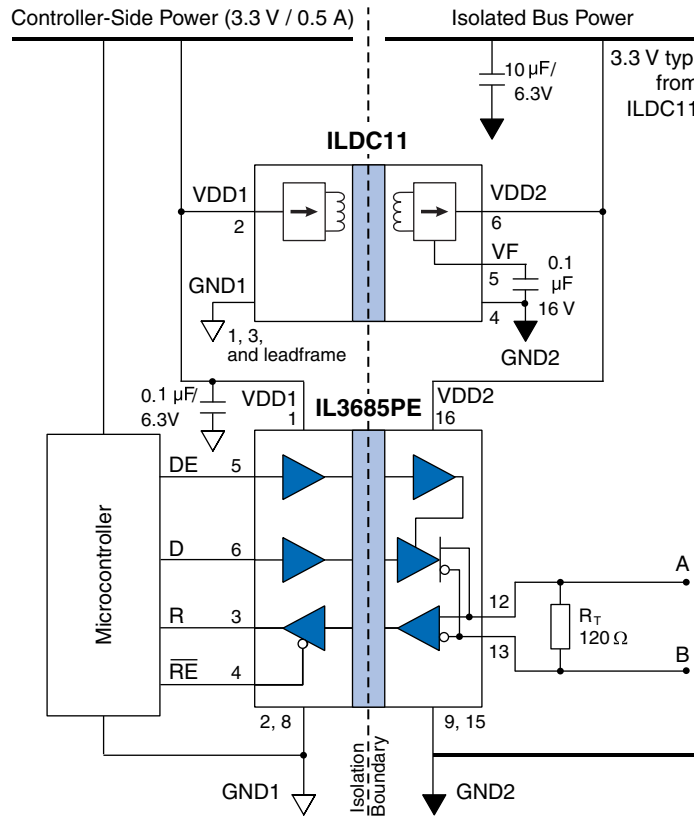 Controller-Side Power (3.3 V / 0.5 A)
Isolated Bus Power
10 µF/
6.3V
3.3 V typ
from
ILDC11
ILDC11
VDD1
2
VDD2
6
VF
5
0.1
µF
16 V
GND1
4
1, 3,
and leadframe
GND2
0.1 µF/
6.3V
VDD1
1
IL3685PE
VDD2
16
Microcontroller
DE 5
D 6
R 3
RE 4
12
13
A
B
RT
120 Ω
2, 8
9, 15
GND1
Isolation
Boundary
GND2